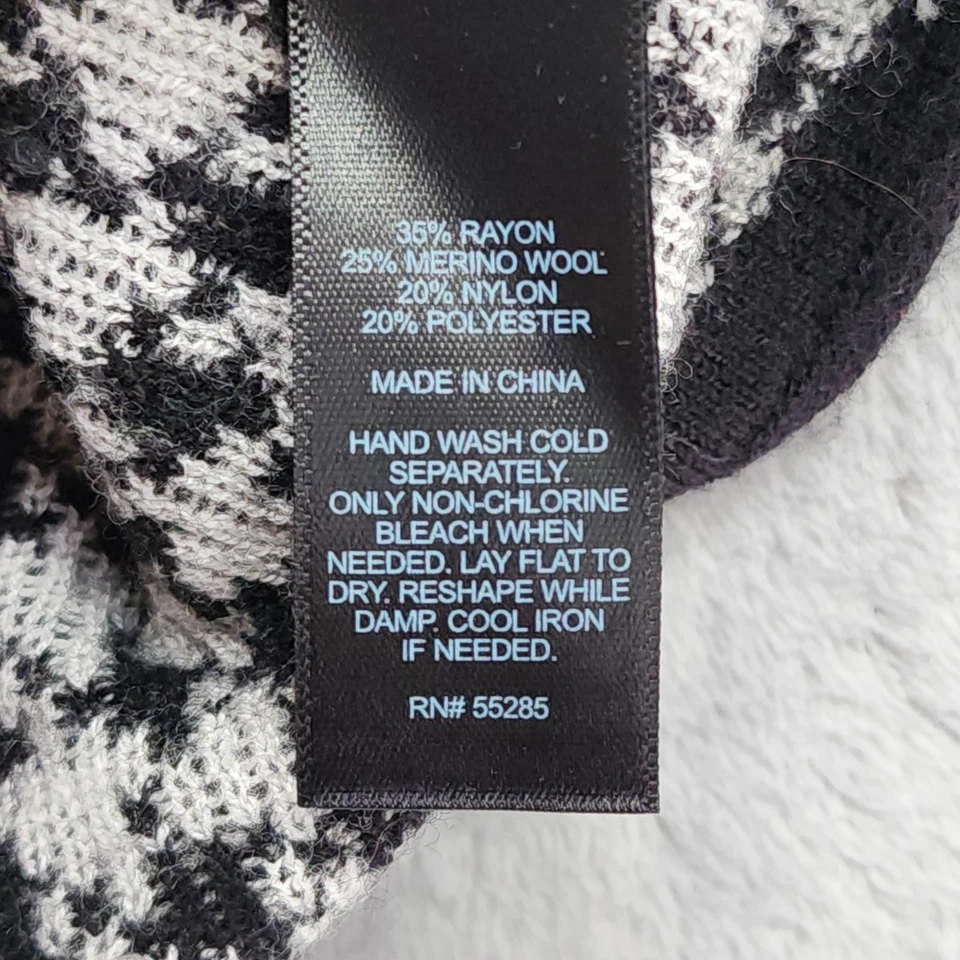 35% RAYON
25% MERINO WOOL
20% NYLON
20% POLYESTER
MADE IN CHINA
HAND WASH COLD
SEPARATELY.
ONLY NON-CHLORINE
BLEACH WHEN
NEEDED. LAY FLAT TO
DRY. RESHAPE WHILE
DAMP. COOL IRON
IF NEEDED.
RN# 55285